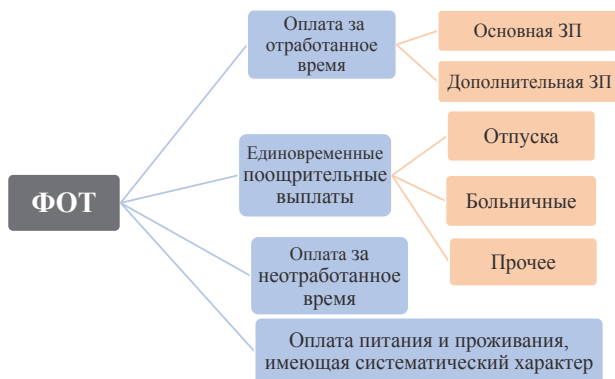 ФОТ
Оплата за
отработанное
время
Основная ЗП
Дополнительная ЗП
Единовременные
поощрительные
выплаты
Отпуска
Больничные
Прочее
Оплата за
неотработанное
время
Оплата питания и проживания,
имеющая систематический характер